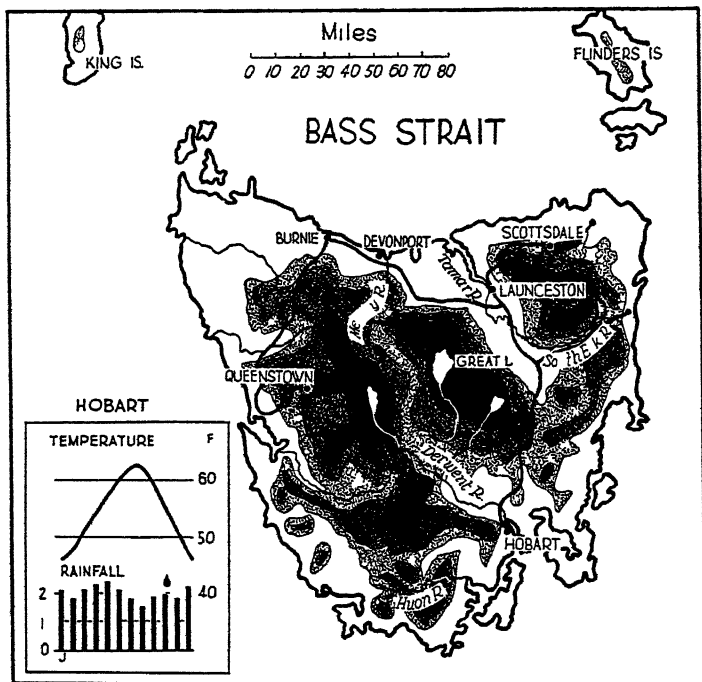 Miles
0 10 20 30 40 50 60 70 80
KING IS.
FLINDERS IS
BASS STRAIT
BURNIE
DEVONPORT
SCOTTSDALE
Tamar R.
LAUNCESTON
GREAT L
QUEENSTOWN
Derwent R.
HOBART
Huon R.
HOBART
TEMPERATURE F
60
50
40
RAINFALL
2
1
0
J